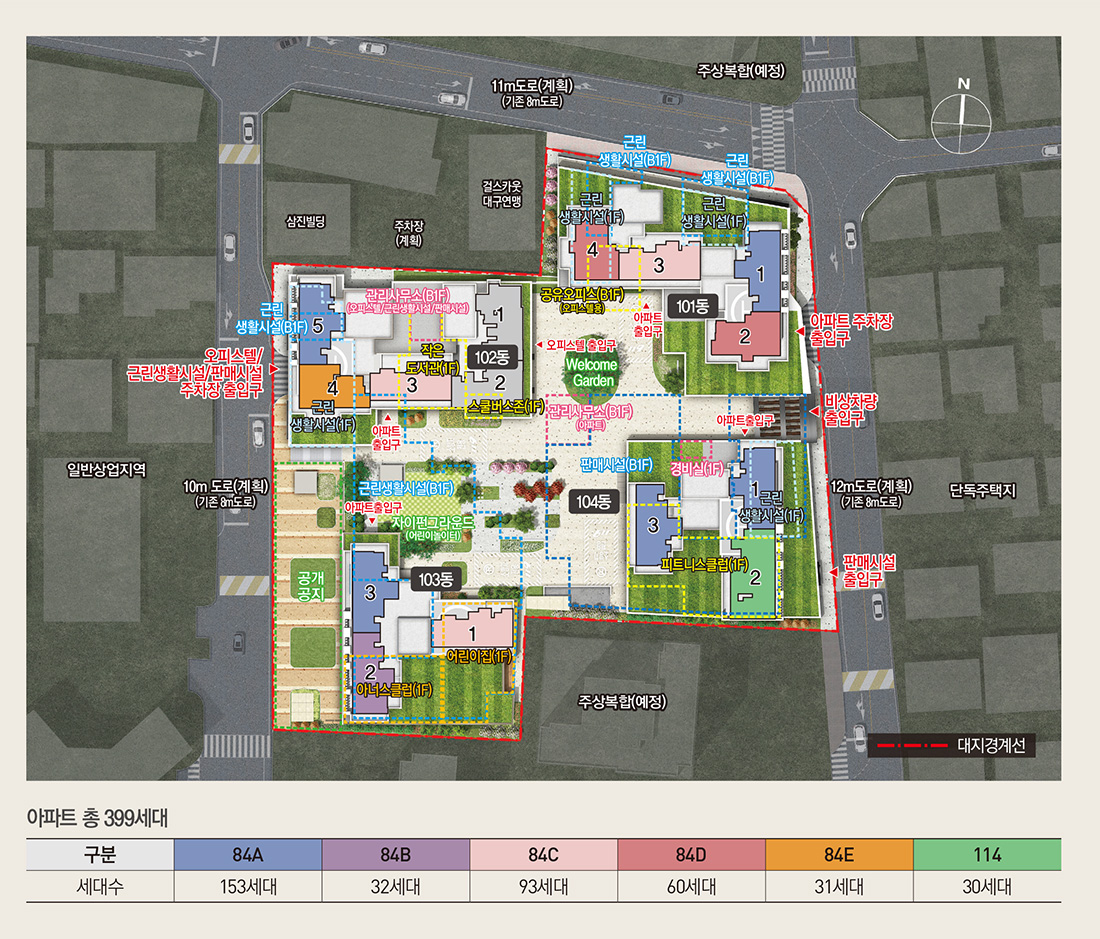 주상복합(예정)
11m도로(계획)
(기존 8m도로)
N
근린
생활시설(B1F)
근린
생활시설(B1F)
걸스카웃
대구연맹
삼진빌딩
주차장
(계획)
근린
생활시설(1F)
근린
생활시설(1F)
4
3
1
2
101동
공유오피스(B1F)
(오피스텔용)
아파트
출입구
아파트 주차장
출입구
관리사무소(B1F)
(오피스텔/근린생활시설/판매시설)
근린
생활시설(B1F)
5
1
작은
도서관(1F)
102동
오피스텔 출입구
Welcome
Garden
오피스텔/
근린생활시설/판매시설
주차장 출입구
4
3
2
스쿨버스존(1F)
근린
생활시설(1F)
아파트
출입구
관리사무소(B1F)
(아파트)
아파트출입구
비상차량
출입구
일반상업지역
10m 도로(계획)
(기존 8m도로)
근린생활시설(B1F)
판매시설(B1F)
경비실(1F)
12m도로(계획)
(기존 8m도로)
단독주택지
아파트출입구
자이펀그라운드
(어린이놀이터)
104동
1
근린
생활시설(1F)
3
피트니스클럽(1F)
2
판매시설
출입구
공개
공지
103동
3
1
어린이집(1F)
2
아너스클럽(1F)
주상복합(예정)
대지경계선
아파트 총 399세대
구분 84A 84B 84C 84D 84E 114
세대수 153세대 32세대 93세대 60세대 31세대 30세대